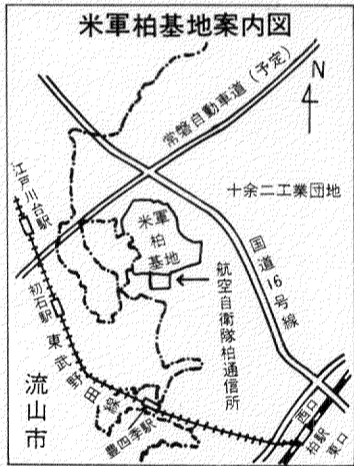 米軍柏基地案内図
常磐自動車道(予定)
N
江戸川台駅
十余二工業団地
米軍
柏
基地
国道16号線
航空自衛隊柏通信所
初石駅
東武野田線
流山市
豊四季駅
西口
柏駅
東口